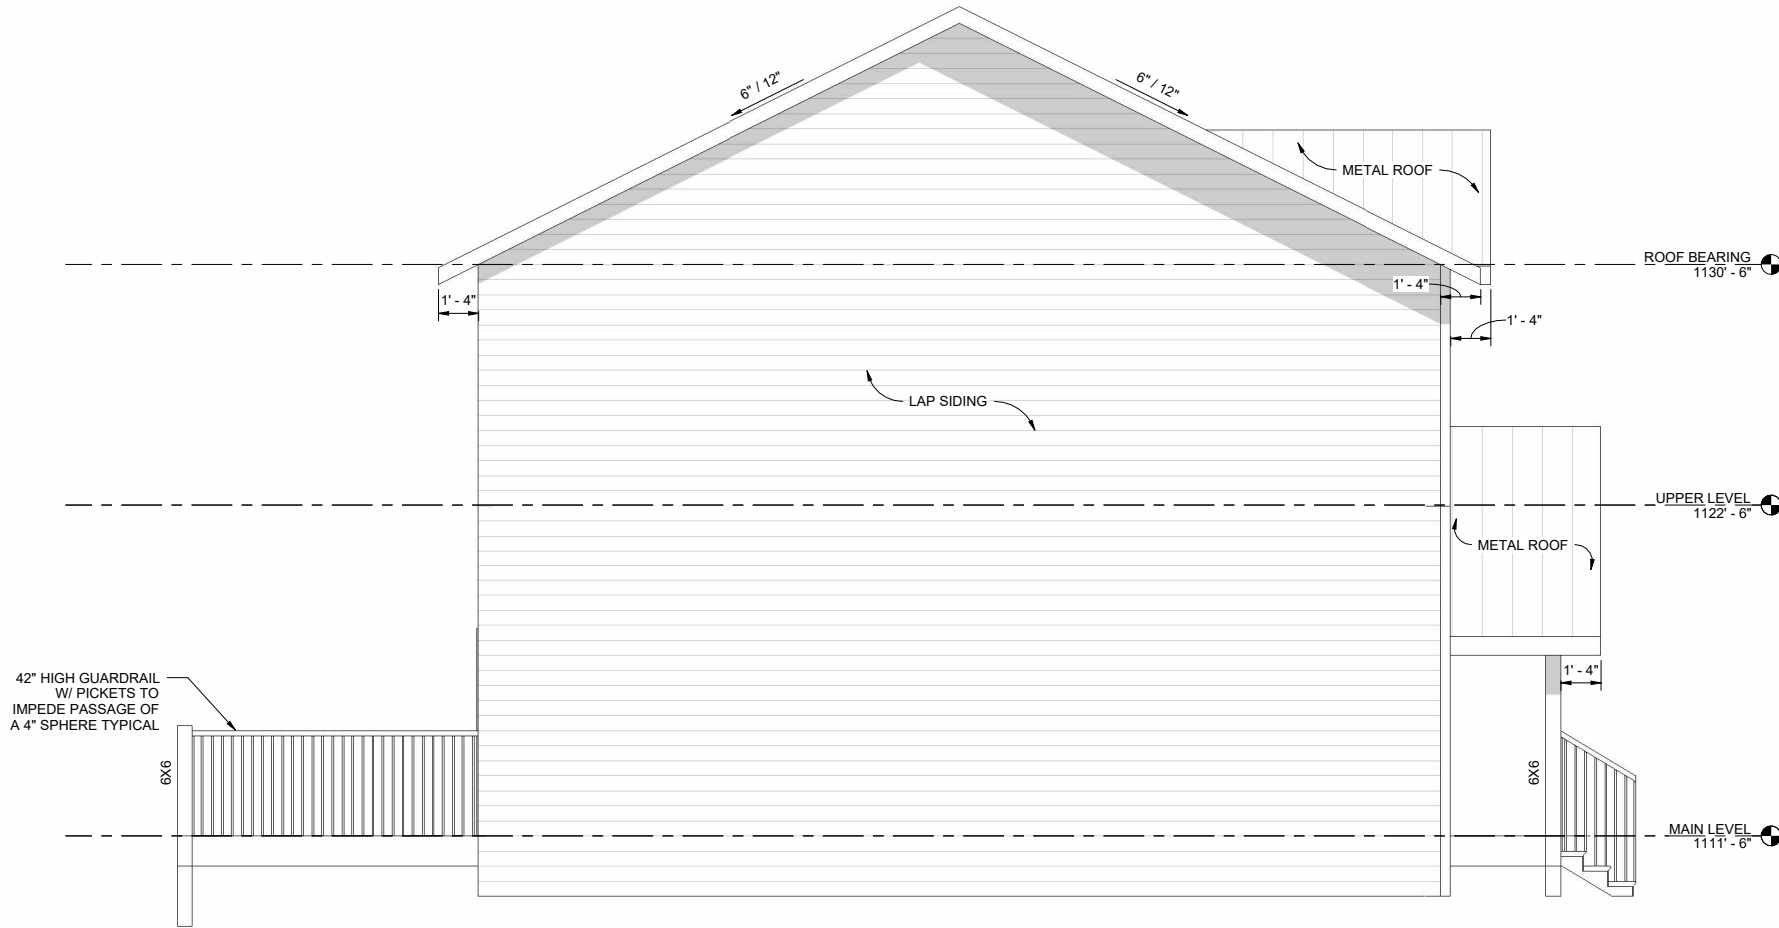 6" / 12"
6" / 12"
METAL ROOF
ROOF BEARING
1130' - 6"
1' - 4"
1' - 4"
1' - 4"
LAP SIDING
UPPER LEVEL
1122' - 6"
METAL ROOF
42" HIGH GUARDRAIL
W/ PICKETS TO
IMPEDE PASSAGE OF
A 4" SPHERE TYPICAL
1' - 4"
6X6
6X6
MAIN LEVEL
1111' - 6"